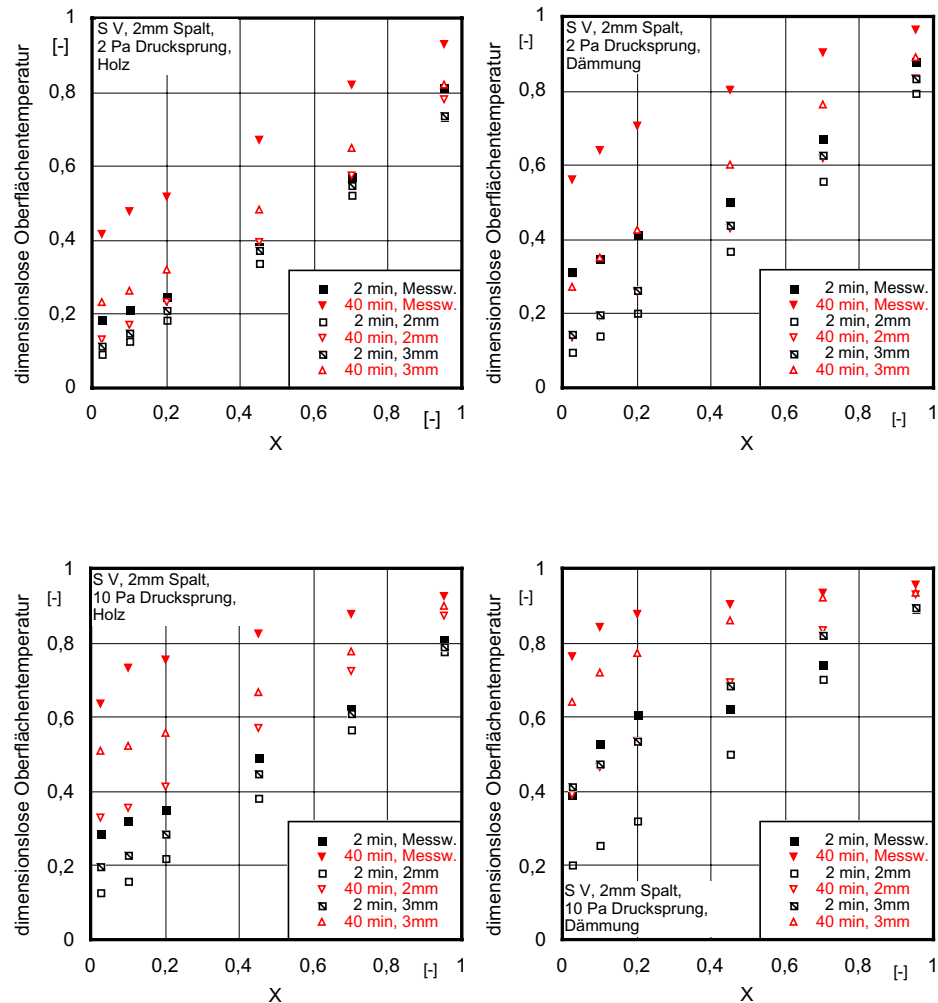 dimensionslose Oberflächentemperatur
[-]
1
0,8
0,6
0,4
0,2
0
S V, 2mm Spalt,
2 Pa Drucksprung,
Holz
2 min, Messw.
40 min, Messw.
2 min, 2mm
40 min, 2mm
2 min, 3mm
40 min, 3mm
0
0,2
0,4
0,6
0,8
1
[-]
X
dimensionslose Oberflächentemperatur
[-]
1
0,8
0,6
0,4
0,2
0
S V, 2mm Spalt,
2 Pa Drucksprung,
Dämmung
2 min, Messw.
40 min, Messw.
2 min, 2mm
40 min, 2mm
2 min, 3mm
40 min, 3mm
0
0,2
0,4
0,6
0,8
1
[-]
X
dimensionslose Oberflächentemperatur
[-]
1
0,8
0,6
0,4
0,2
0
S V, 2mm Spalt,
10 Pa Drucksprung,
Holz
2 min, Messw.
40 min, Messw.
2 min, 2mm
40 min, 2mm
2 min, 3mm
40 min, 3mm
0
0,2
0,4
0,6
0,8
1
[-]
X
dimensionslose Oberflächentemperatur
[-]
1
0,8
0,6
0,4
0,2
0
2 min, Messw.
40 min, Messw.
2 min, 2mm
40 min, 2mm
2 min, 3mm
40 min, 3mm
S V, 2mm Spalt,
10 Pa Drucksprung,
Dämmung
0
0,2
0,4
0,6
0,8
1
[-]
X